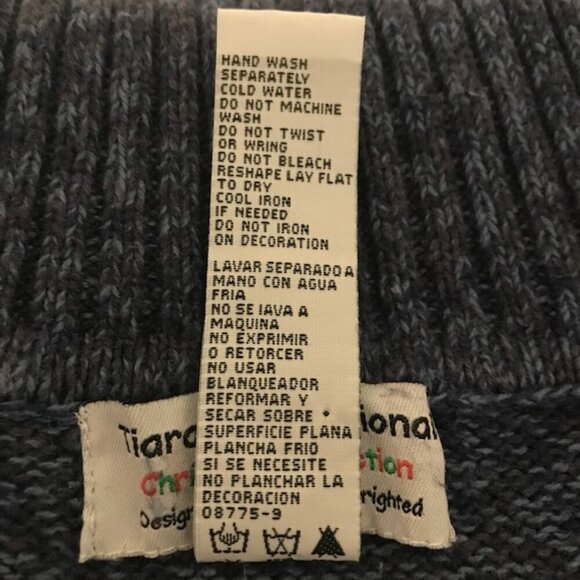 HAND WASH
SEPARATELY
COLD WATER
DO NOT MACHINE
WASH
DO NOT TWIST
OR WRING
DO NOT BLEACH
RESHAPE LAY FLAT
TO DRY
COOL IRON
IF NEEDED
DO NOT IRON
ON DECORATION
LAVAR SEPARADO A
MANO CON AGUA
FRIA
NO SE IAVA A
MAQUINA
NO EXPRIMIR
O RETORCER
NO USAR
BLANQUEADOR
REFORMAR Y
SECAR SOBRE
SUPERFICIE PLANA
PLANCHA FRIO
SI SE NECESITE
NO PLANCHAR LA
DECORACION
08775-9